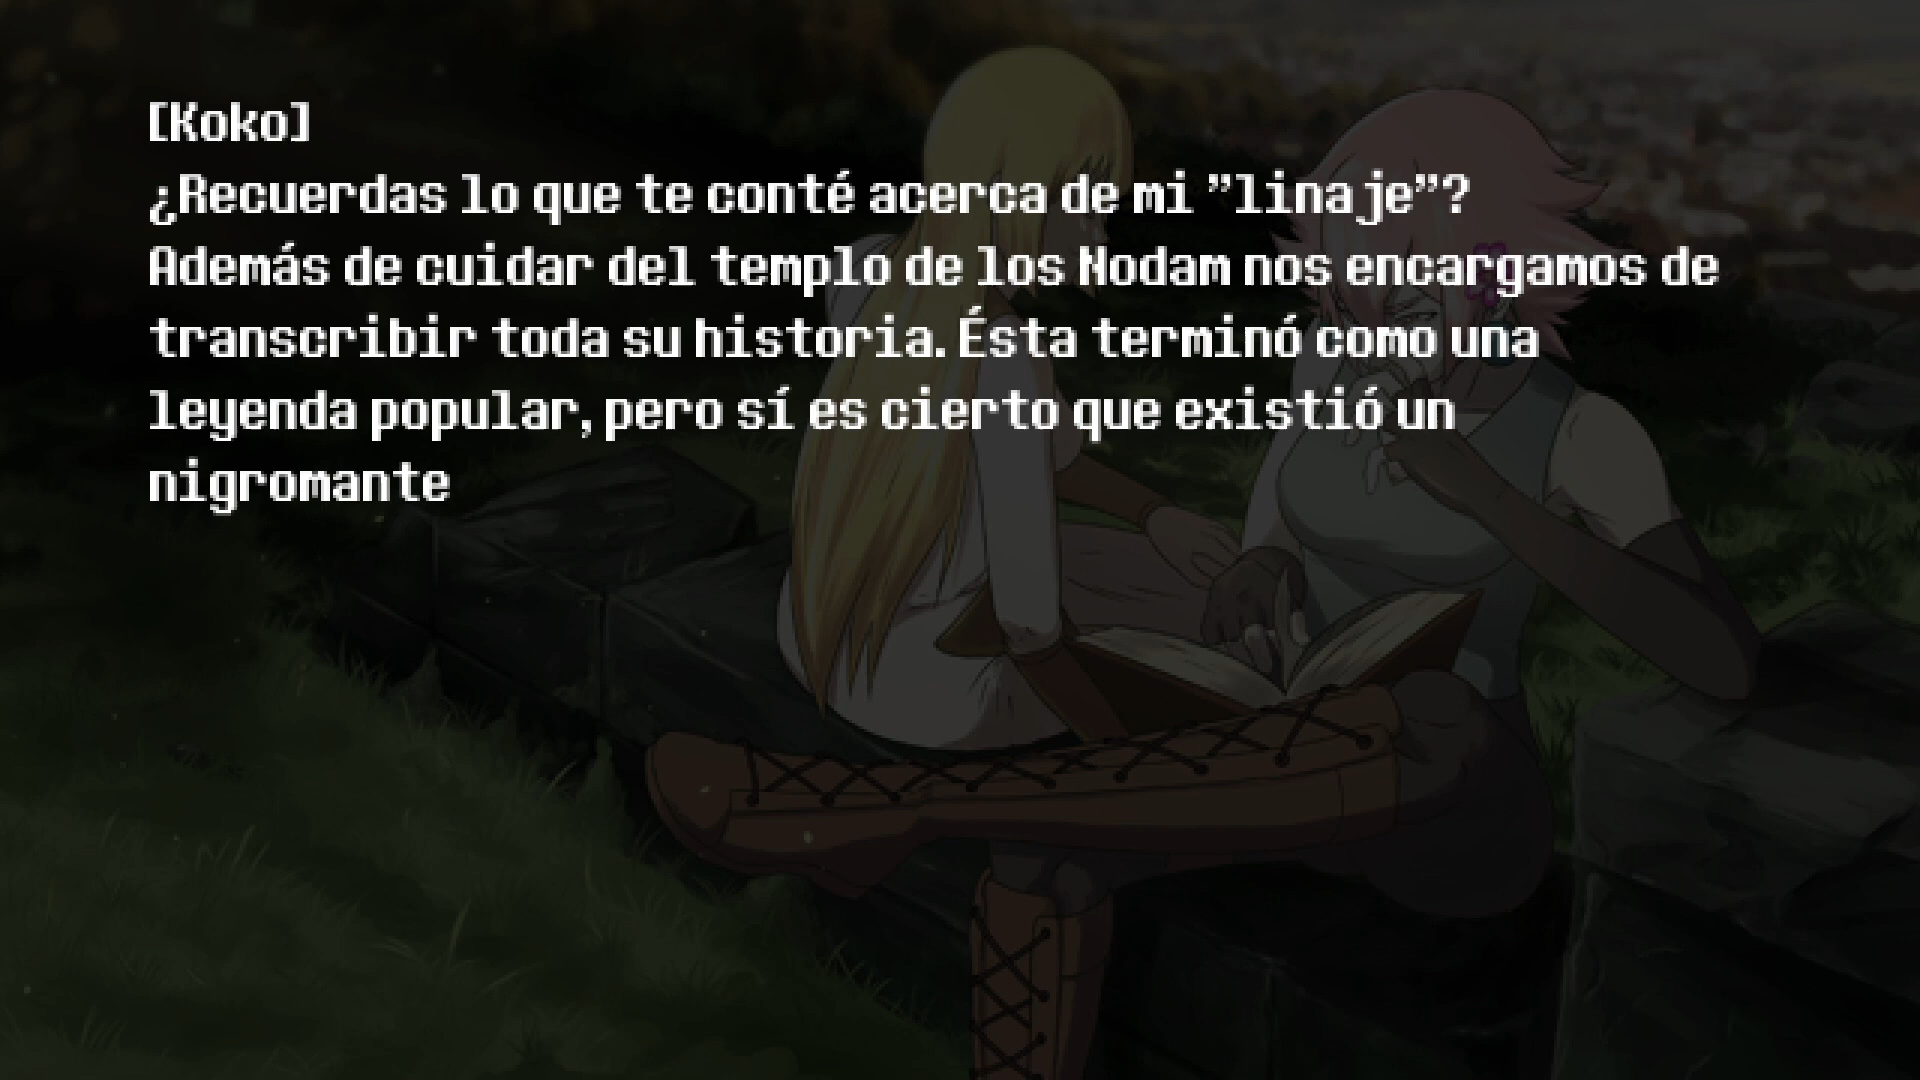 [Koko]
¿Recuerdas lo que te conté acerca de mi "linaje"?
Además de cuidar del templo de los Nodam nos encargamos de
transcribir toda su historia. Ésta terminó como una
leyenda popular, pero sí es cierto que existió un
nigromante